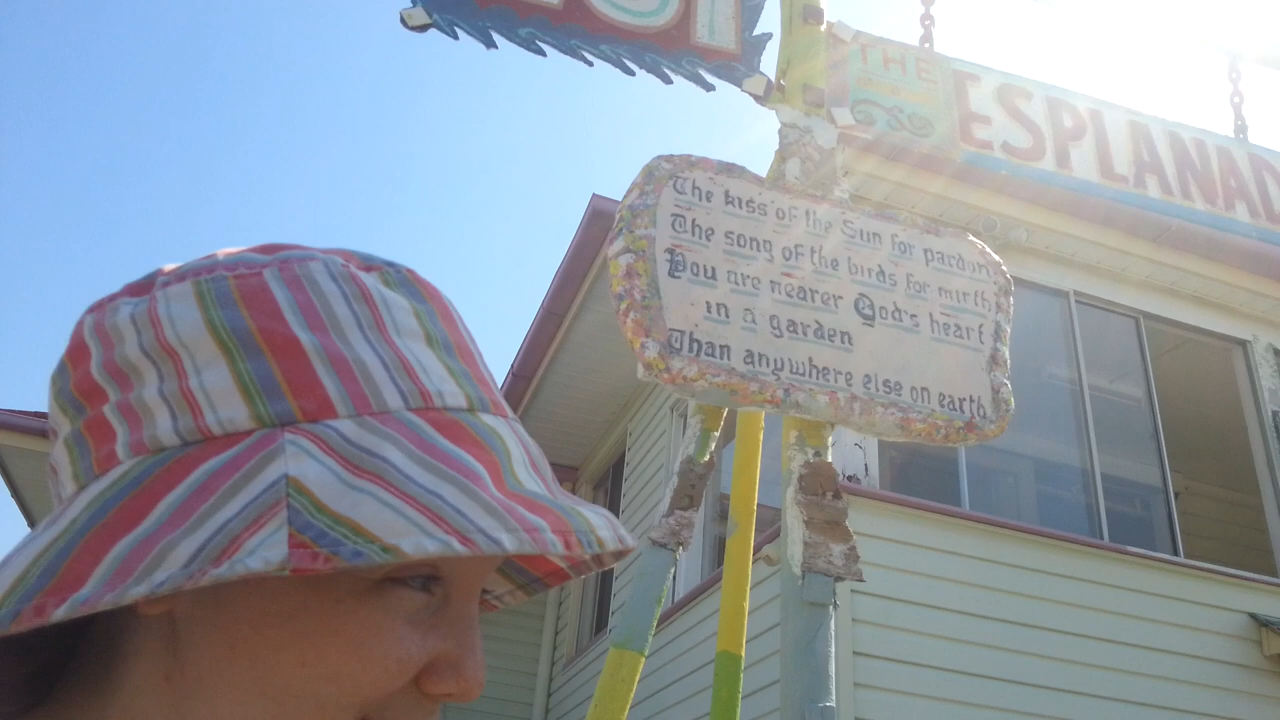 THE
ESPLANAD
The kiss of the Sun for pardon
The song of the birds for mirth
You are nearer God's heart
in a garden
Than anywhere else on earth